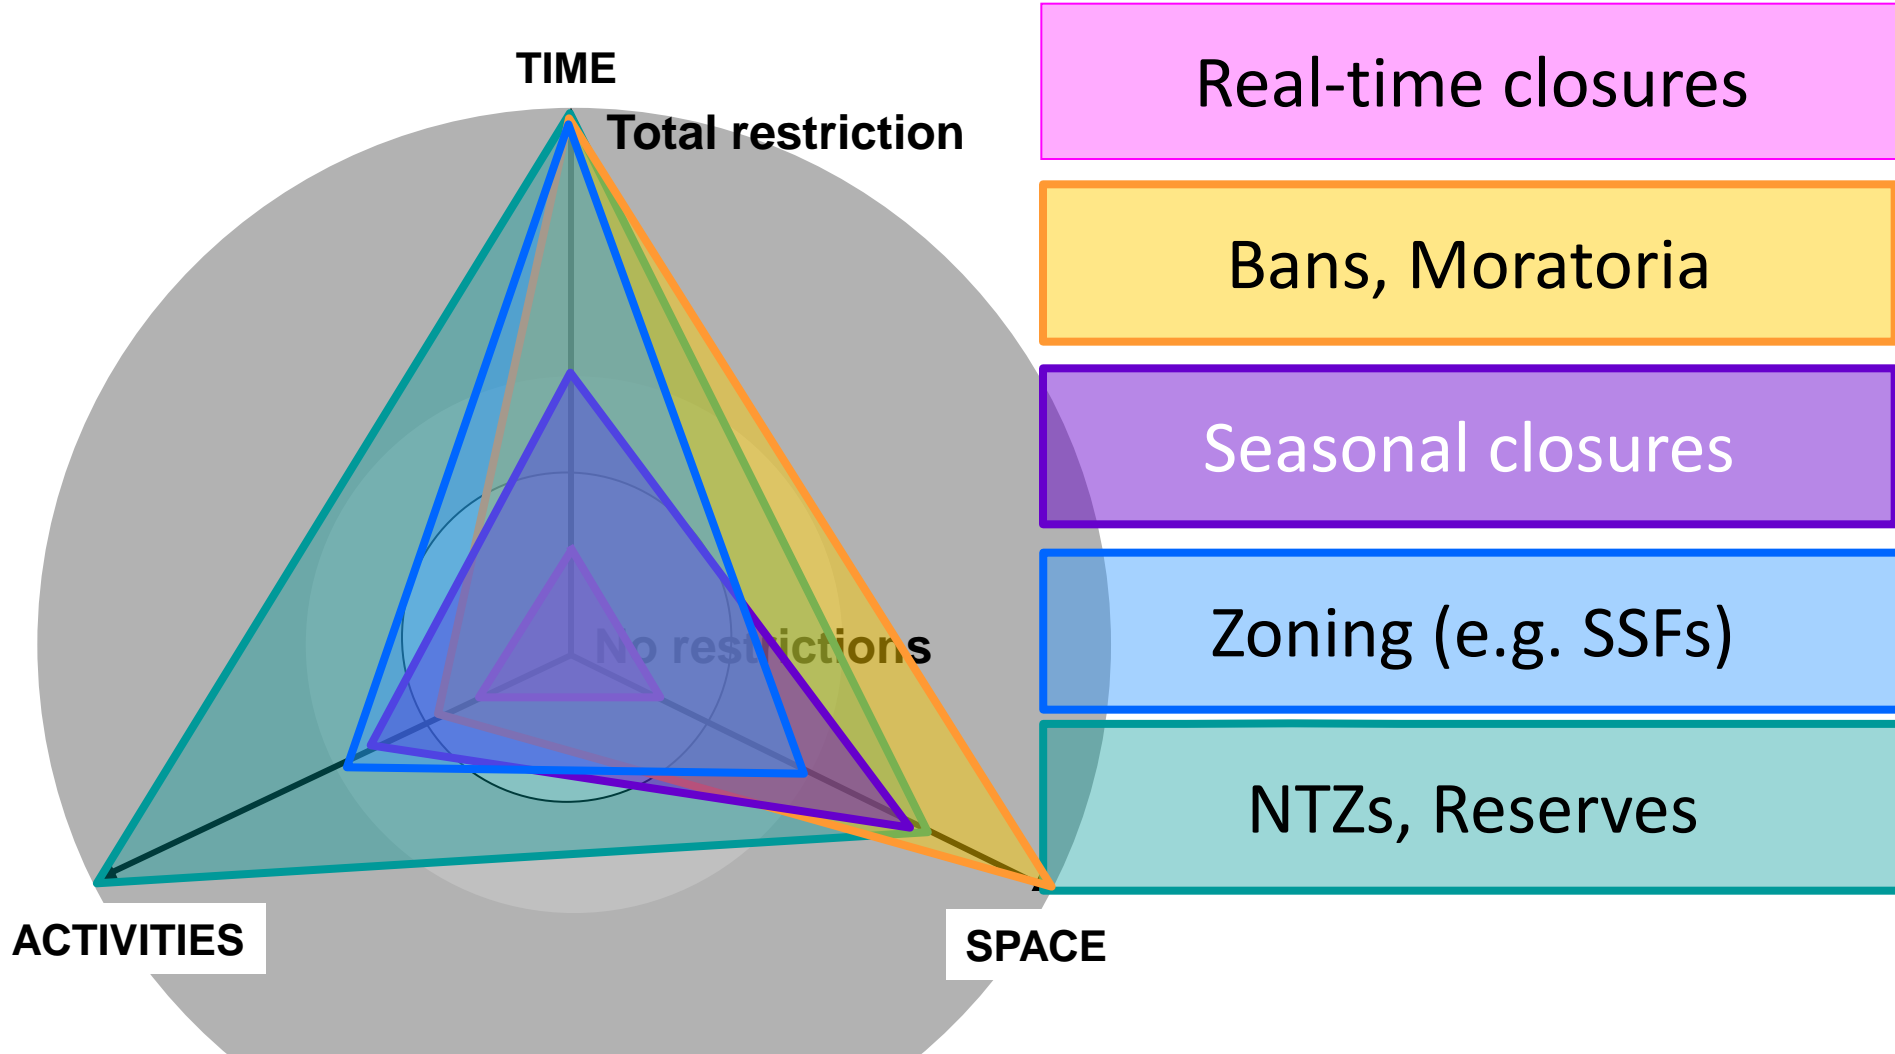 TIME
Total restriction
No restrictions
ACTIVITIES
SPACE
Real-time closures
Bans, Moratoria
Seasonal closures
Zoning (e.g. SSFs)
NTZs, Reserves